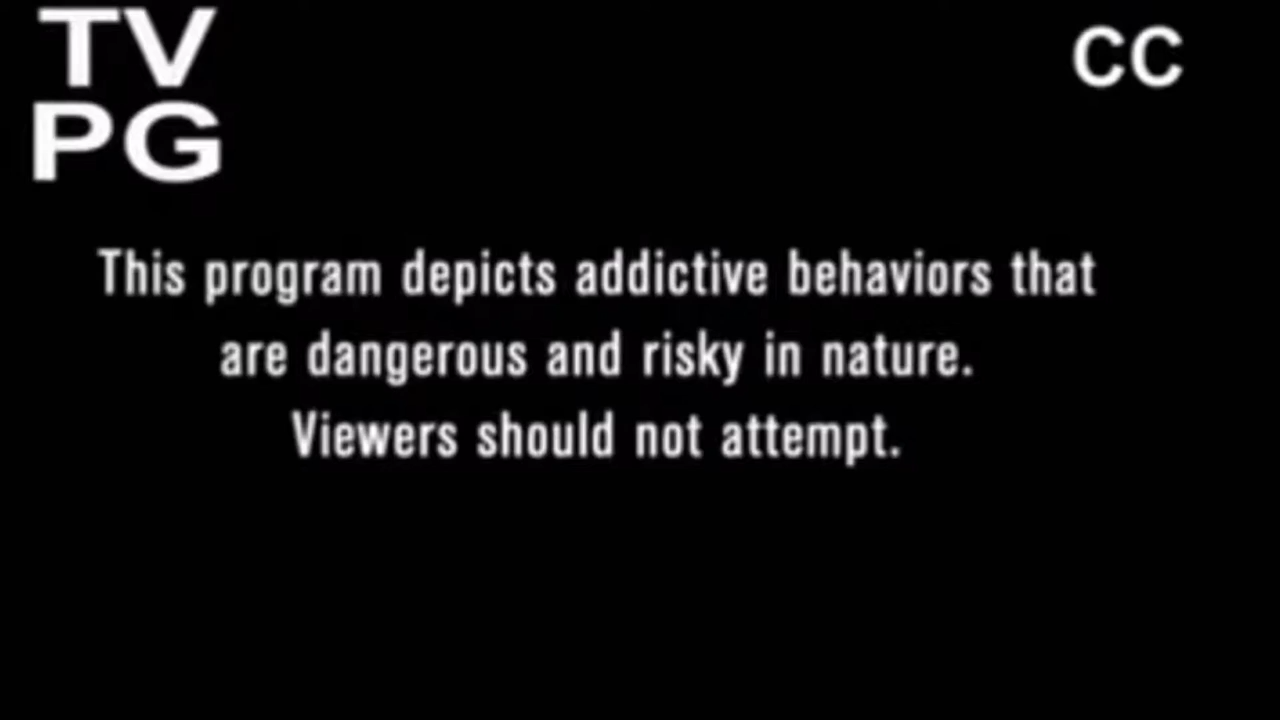 TV
PG
CC
This program depicts addictive behaviors that
are dangerous and risky in nature.
Viewers should not attempt.